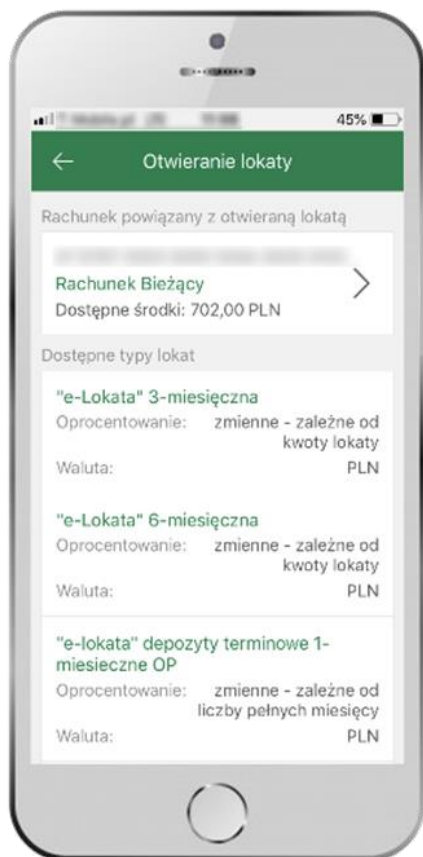 45%
Otwieranie lokaty
Rachunek powiązany z otwieraną lokatą
Rachunek Bieżący
Dostępne środki: 702,00 PLN
Dostępne typy lokat
"e-Lokata" 3-miesięczna
Oprocentowanie: zmienne - zależne od
kwoty lokaty
Waluta: PLN
"e-Lokata" 6-miesięczna
Oprocentowanie: zmienne - zależne od
kwoty lokaty
Waluta: PLN
"e-lokata" depozyty terminowe 1-
miesieczne OP
Oprocentowanie: zmienne - zależne od
liczby pełnych miesięcy
Waluta: PLN